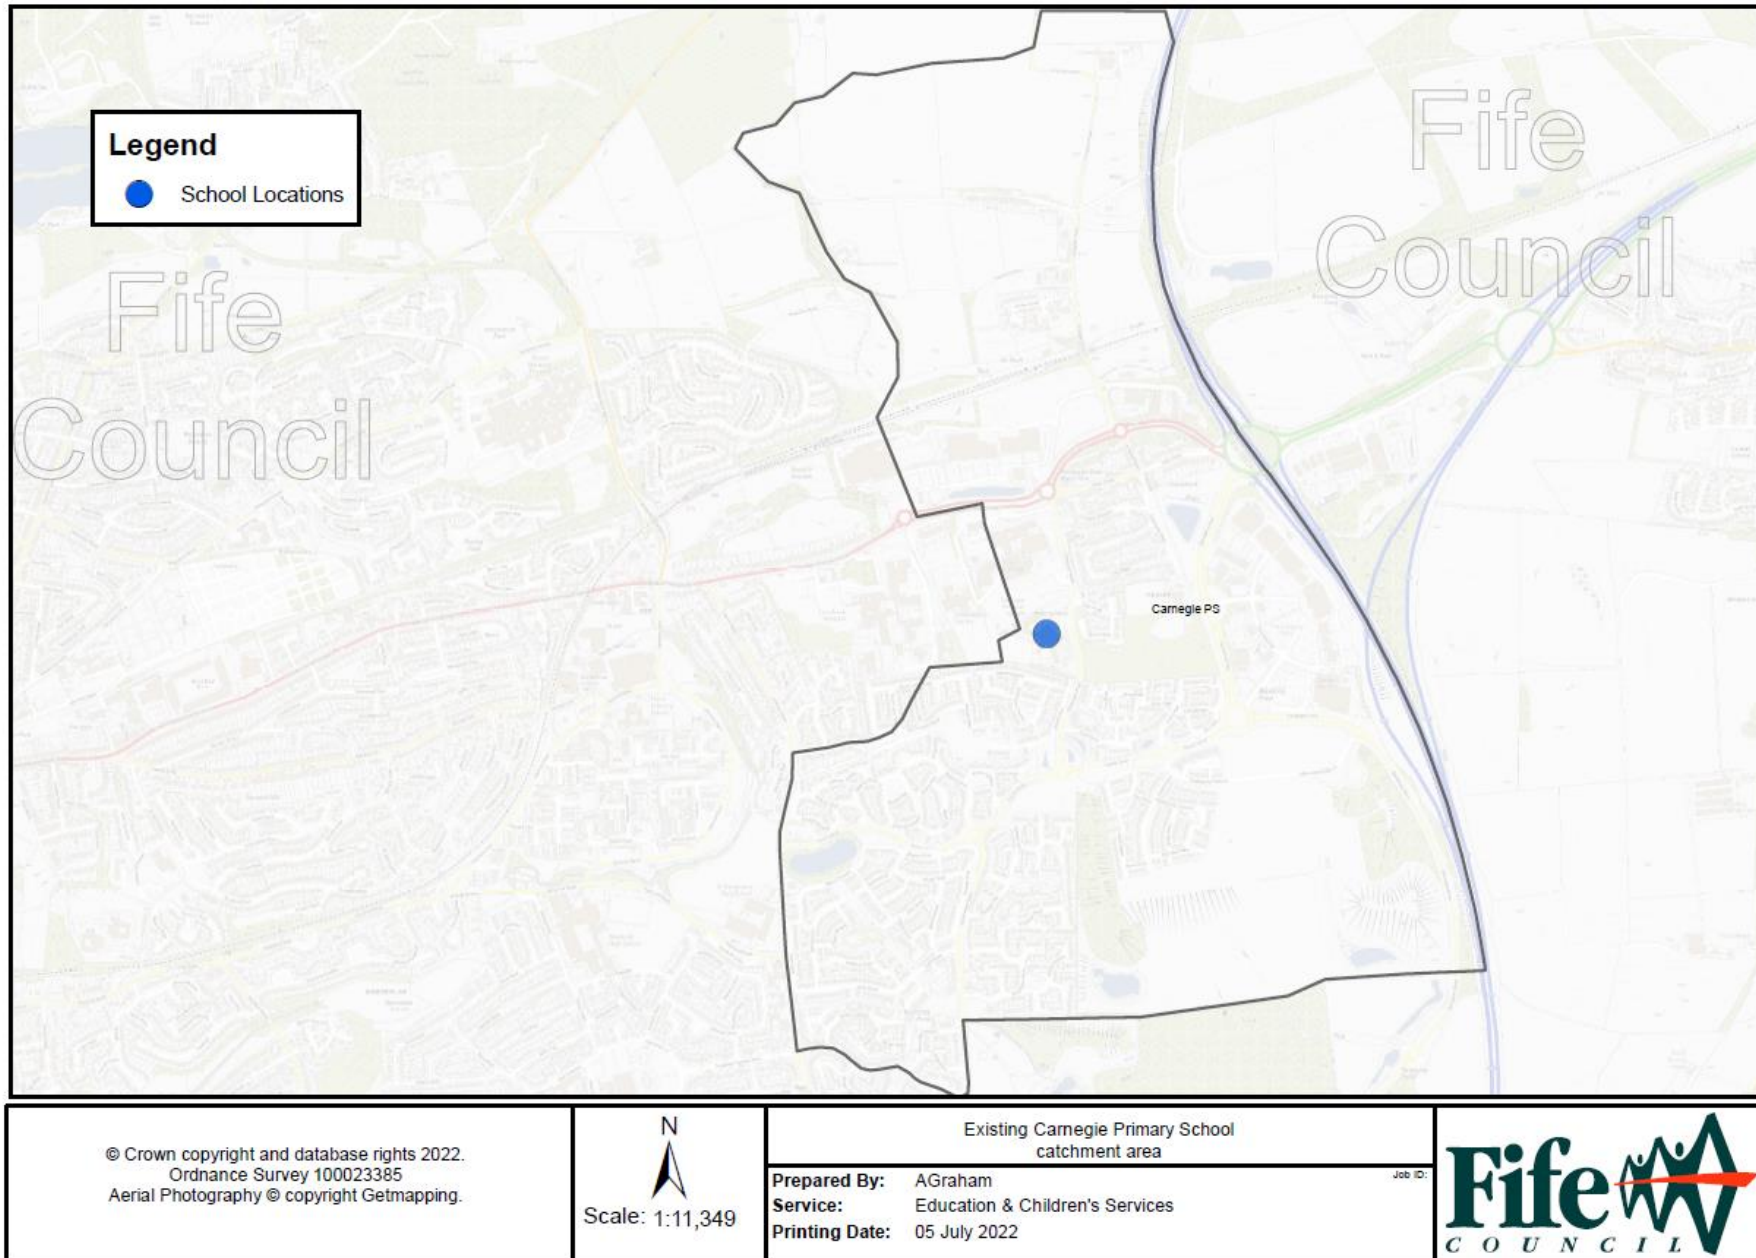 Legend
School Locations
Fife
Council
Fife
Council
Carnegie PS
© Crown copyright and database rights 2022.
Ordnance Survey 100023385
Aerial Photography © copyright Getmapping.
N
Scale: 1:11,349
Existing Carnegie Primary School
catchment area
Prepared By: AGraham
Job ID:
Service: Education & Children's Services
Printing Date: 05 July 2022
Fife
COUNCIL